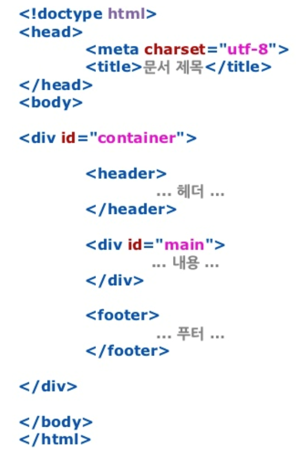 <!doctype html>
<head>
<meta charset="utf-8">
<title>문서 제목</title>
</head>
<body>
<div id="container">
<header>
... 헤더 ...
</header>
<div id="main">
... 내용 ...
</div>
<footer>
... 푸터 ...
</footer>
</div>
</body>
</html>